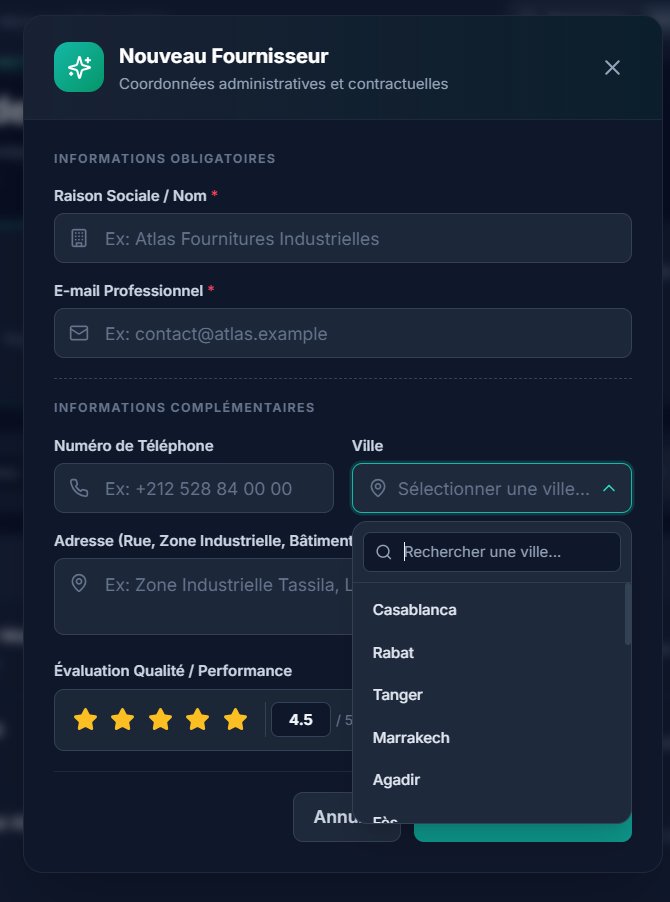 Nouveau Fournisseur
Coordonnées administratives et contractuelles
INFORMATIONS OBLIGATOIRES
Raison Sociale / Nom *
Ex: Atlas Fournitures Industrielles
E-mail Professionnel *
Ex: contact@atlas.example
INFORMATIONS COMPLÉMENTAIRES
Numéro de Téléphone
Ville
Ex: +212 528 84 00 00
Sélectionner une ville...
Adresse (Rue, Zone Industrielle, Bâtiment
Ex: Zone Industrielle Tassila, L
Rechercher une ville...
Casablanca
Rabat
Tanger
Marrakech
Agadir
Fès
Évaluation Qualité / Performance
4.5 / 5